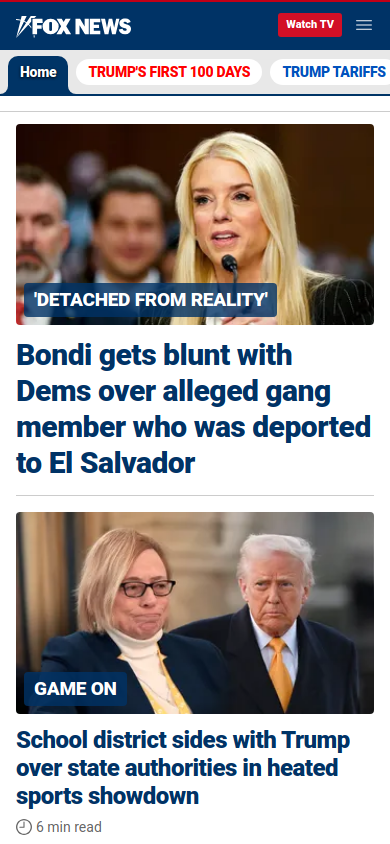 FOX NEWS
Watch TV
Home
TRUMP'S FIRST 100 DAYS
TRUMP TARIFFS
'DETACHED FROM REALITY'
Bondi gets blunt with
Dems over alleged gang
member who was deported
to El Salvador
GAME ON
School district sides with Trump
over state authorities in heated
sports showdown
6 min read